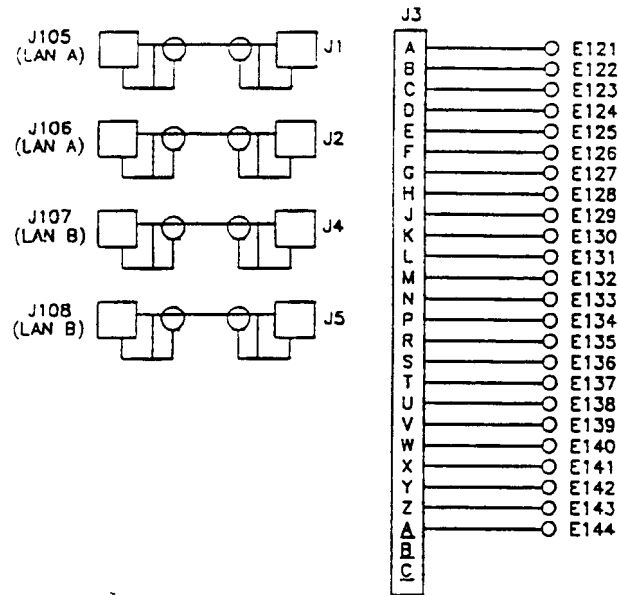 J105
(LAN A)
J1
J106
(LAN A)
J2
J107
(LAN B)
J4
J108
(LAN B)
J5
J3
A E121
B E122
C E123
D E124
E E125
F E126
G E127
H E128
J E129
K E130
L E131
M E132
N E133
P E134
R E135
S E136
T E137
U E138
V E139
W E140
X E141
Y E142
Z E143
A E144
B
C